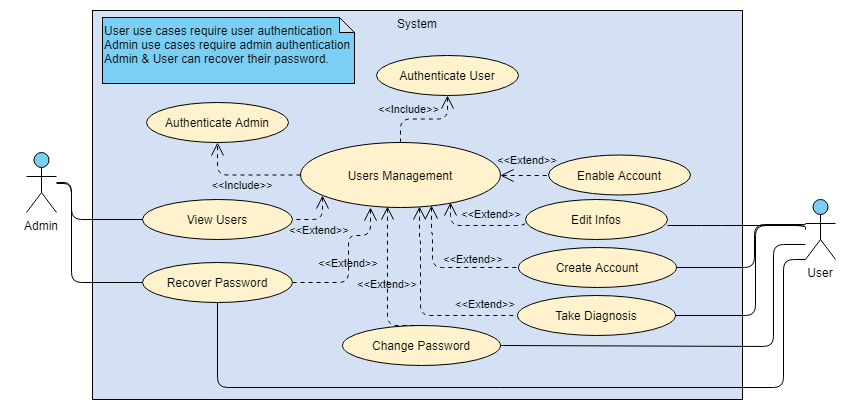 System
User use cases require user authentication
Admin use cases require admin authentication
Admin & User can recover their password.
Authenticate User
<<Include>>
Authenticate Admin
<<Include>>
Users Management
<<Extend>>
Enable Account
Admin
View Users
<<Extend>>
<<Extend>>
Edit Infos
User
<<Extend>>
Create Account
<<Extend>>
Recover Password
<<Extend>>
<<Extend>>
Take Diagnosis
Change Password